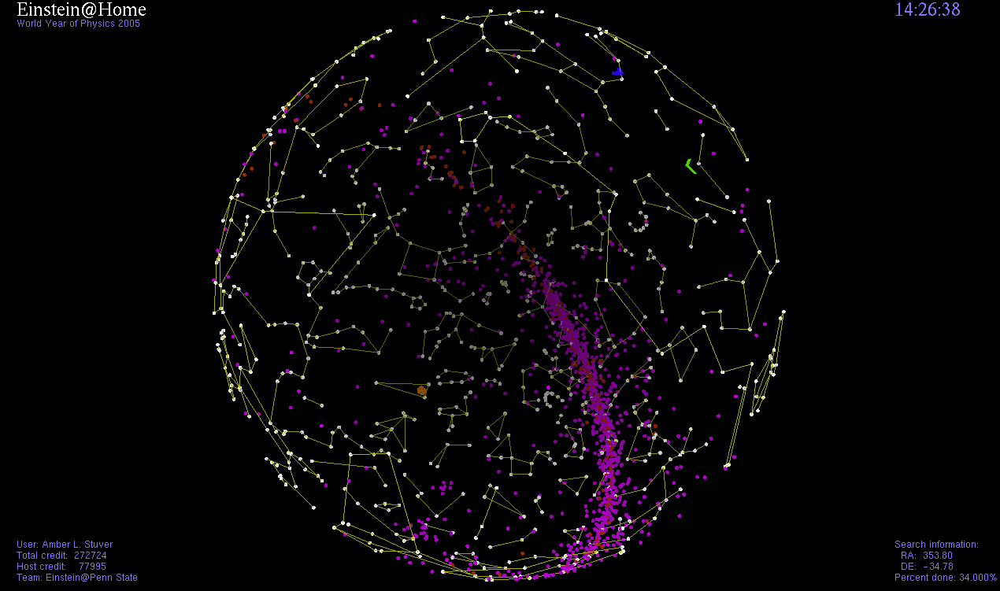 Einstein@Home
World Year of Physics 2005
14:26:38
User: Amber L. Stuver
Total credit: 272724
Host credit: 77995
Team: Einstein@Penn State
Search information:
RA: 353.80
DE: -34.78
Percent done: 34.000%